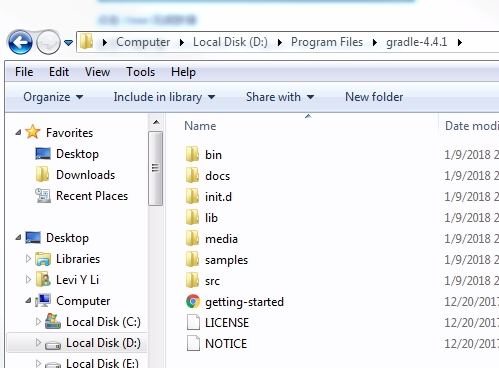 Computer Local Disk (D:) Program Files gradle-4.4.1
File Edit View Tools Help
Organize Include in library Share with New folder
Favorites
Desktop
Downloads
Recent Places
Desktop
Libraries
Levi Y Li
Computer
Local Disk (C:)
Local Disk (D:)
Local Disk (E:)
Name Date modi
bin 1/9/2018 2
docs 1/9/2018 2
init.d 1/9/2018 2
lib 1/9/2018 2
media 1/9/2018 2
samples 1/9/2018 2
src 1/9/2018 2
getting-started 12/20/2017
LICENSE 12/20/2017
NOTICE 12/20/2017